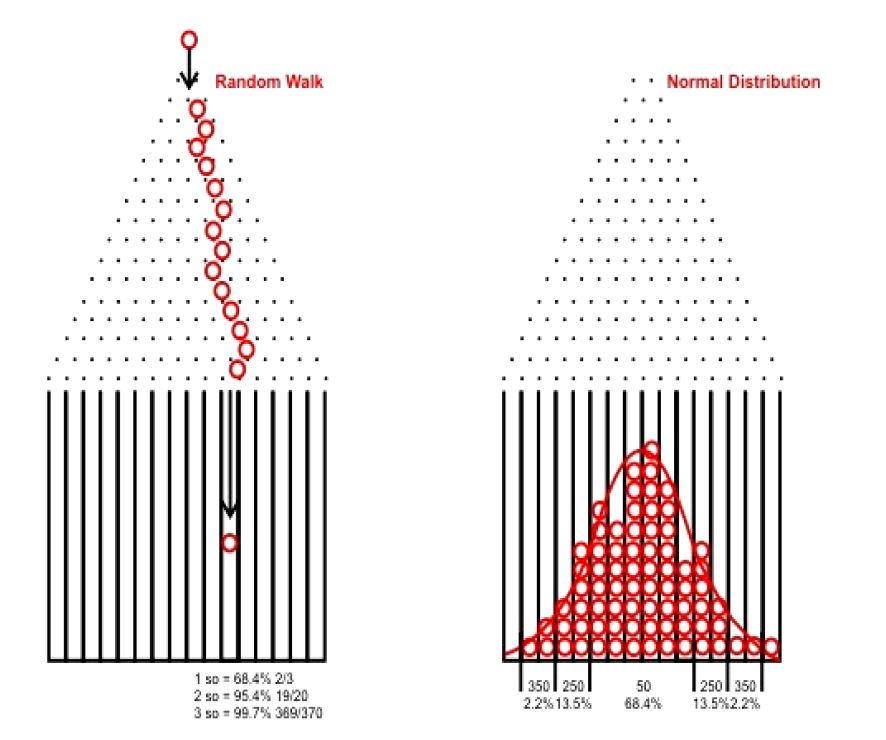 Random Walk
1 SD = 68.4% 2/3
2 SD = 95.4% 19/20
3 SD = 99.7% 369/370
Normal Distribution
350 250 50 250 350
2.2% 13.5% 68.4% 13.5% 2.2%